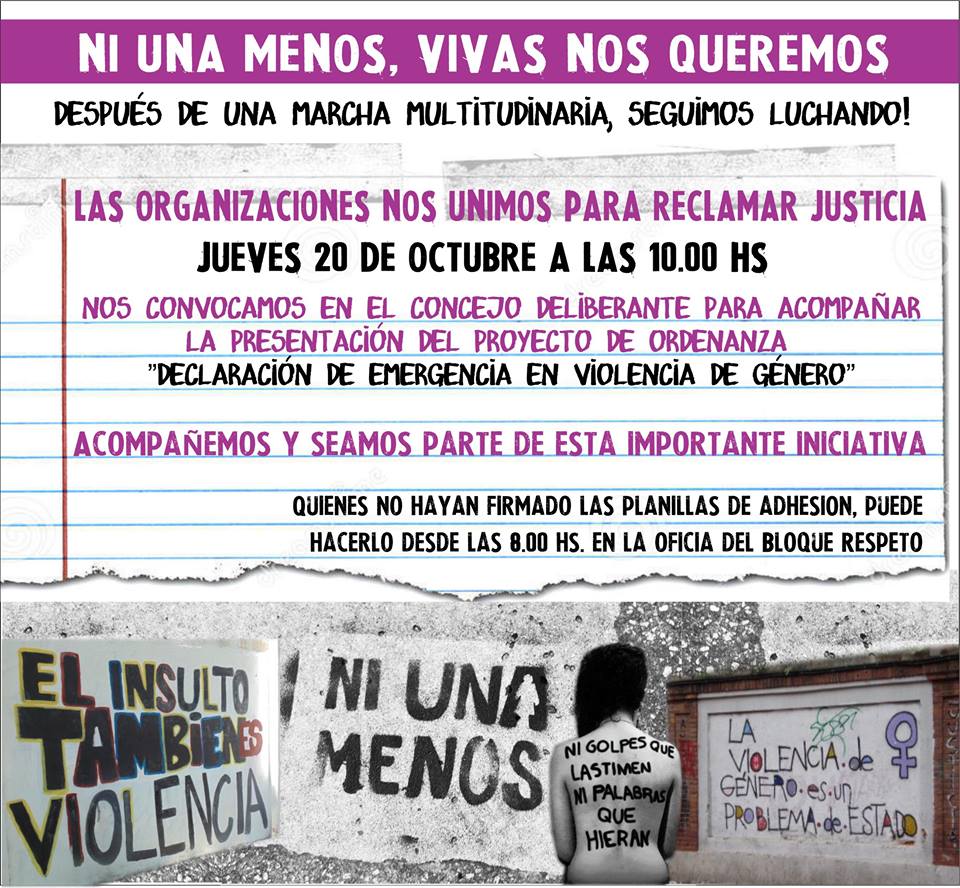 NI UNA MENOS, VIVAS NOS QUEREMOS
DESPUÉS DE UNA MARCHA MULTITUDINARIA, SEGUIMOS LUCHANDO!
LAS ORGANIZACIONES NOS UNIMOS PARA RECLAMAR JUSTICIA
JUEVES 20 DE OCTUBRE A LAS 10.00 HS
NOS CONVOCAMOS EN EL CONCEJO DELIBERANTE PARA ACOMPAÑAR
LA PRESENTACIÓN DEL PROYECTO DE ORDENANZA
"DECLARACIÓN DE EMERGENCIA EN VIOLENCIA DE GÉNERO"
ACOMPAÑEMOS Y SEAMOS PARTE DE ESTA IMPORTANTE INICIATIVA
QUIENES NO HAYAN FIRMADO LAS PLANILLAS DE ADHESION, PUEDE
HACERLO DESDE LAS 8.00 HS. EN LA OFICIA DEL BLOQUE RESPETO
EL INSULTO
TAMBIEN ES
VIOLENCIA
NI UNA
MENOS
NI GOLPES QUE
LASTIMEN
NI PALABRAS
QUE
HIERAN
LA
VIOLENCIA de
GÉNERO es un
PROBLEMA de ESTADO